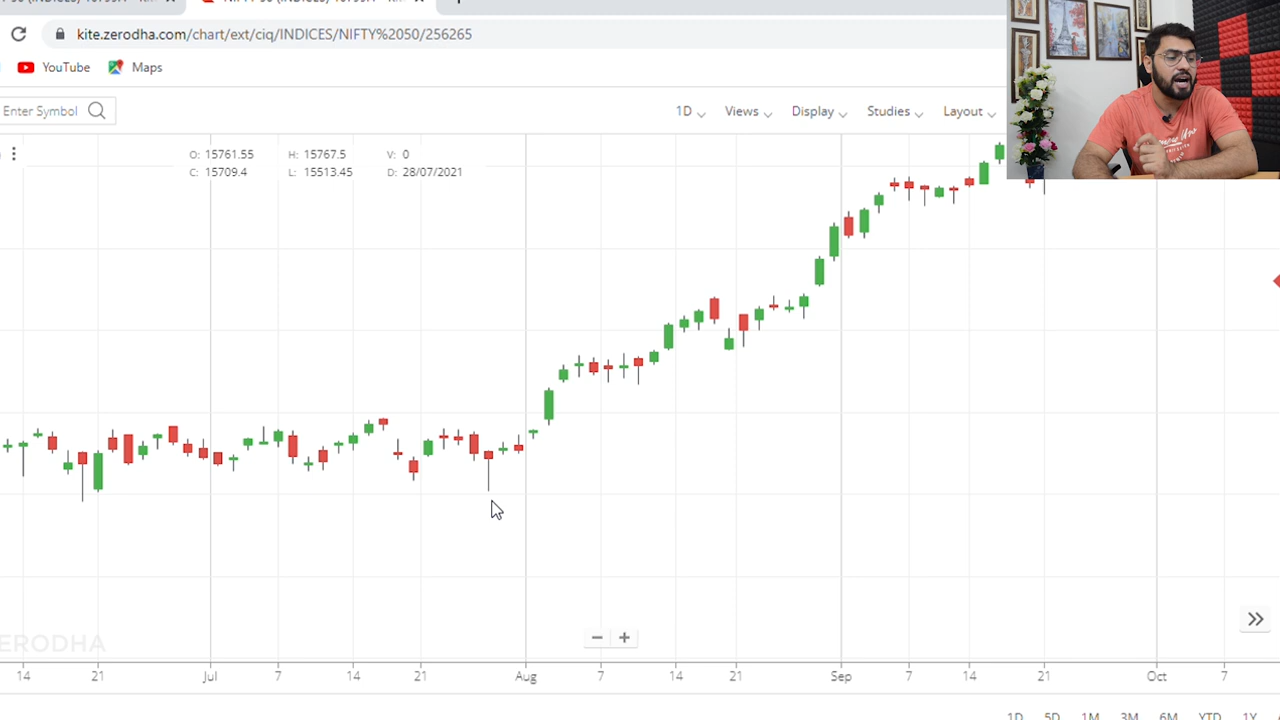 kite.zerodha.com/chart/ext/ciq/INDICES/NIFTY%2050/256265
YouTube Maps
Enter Symbol 1D Views Display Studies Layout
O: 15761.55 H: 15767.5 V: 0
C: 15709.4 L: 15513.45 D: 28/07/2021
ERODHA
14 21 Jul 7 14 21 Aug 7 14 21 Sep 7 14 21 Oct 7
1D 5D 1M 3M 6M YTD 1Y